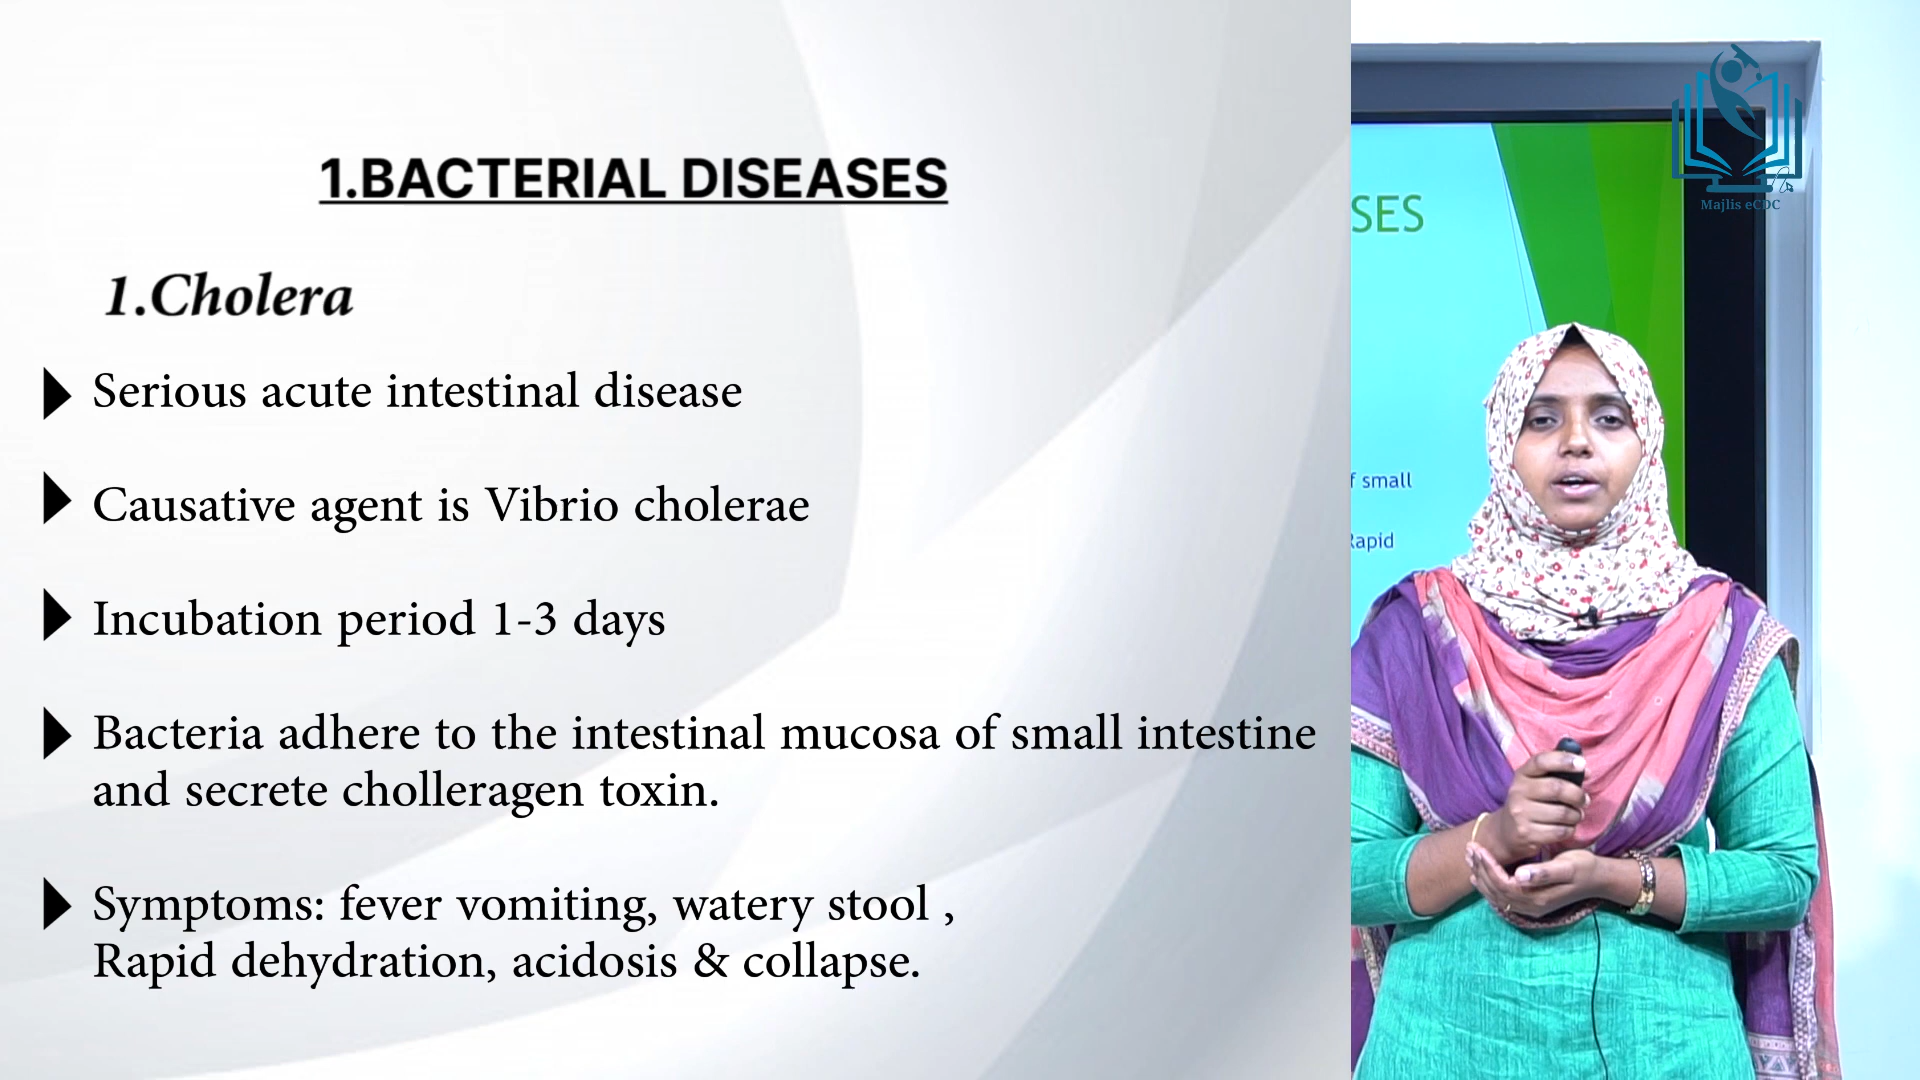 1.BACTERIAL DISEASES
1.Cholera
Serious acute intestinal disease
Causative agent is Vibrio cholerae
Incubation period 1-3 days
Bacteria adhere to the intestinal mucosa of small intestine
and secrete cholleragen toxin.
Symptoms: fever vomiting, watery stool ,
Rapid dehydration, acidosis & collapse.
Majlis eCDC
SES
f small
Rapid